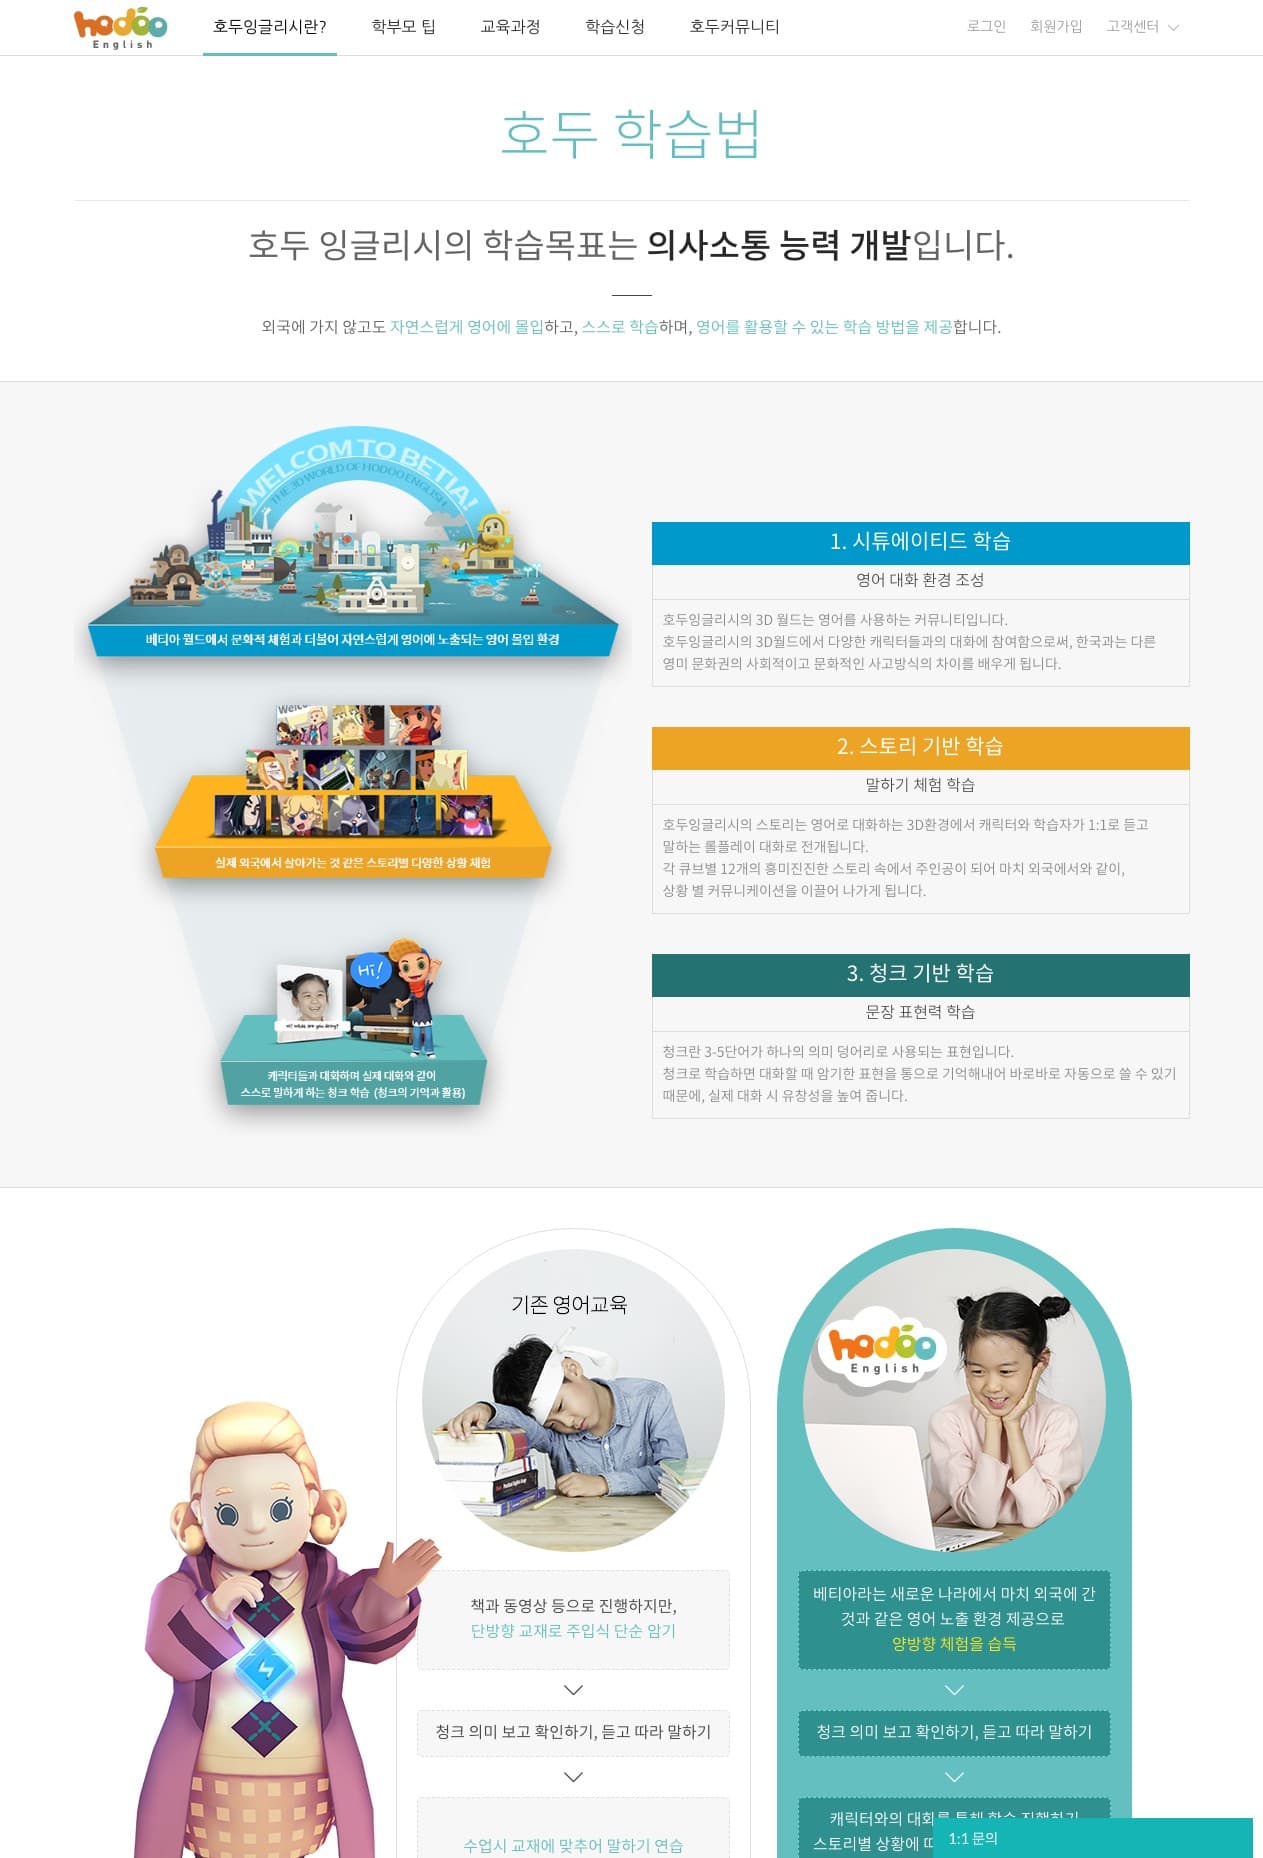 hodoo
English
호두잉글리시란?
학부모 팁
교육과정
학습신청
호두커뮤니티
로그인
회원가입
고객센터
호두 학습법
호두 잉글리시의 학습목표는 의사소통 능력 개발입니다.
외국에 가지 않고도 자연스럽게 영어에 몰입하고, 스스로 학습하며, 영어를 활용할 수 있는 학습 방법을 제공합니다.
WELCOM TO BETIA!
THE 3D WORLD OF HODOO ENGLISH
베티아 월드에서 문화적 체험과 더불어 자연스럽게 영어에 노출되는 영어 몰입 환경
실제 외국에서 살아가는 것 같은 스토리별 다양한 상황 체험
Hi!
Hi! What are you doing?
캐릭터들과 대화하며 실제 대화와 같이
스스로 말하게 하는 청크 학습 (청크의 기억과 활용)
1. 시튜에이티드 학습
영어 대화 환경 조성
호두잉글리시의 3D 월드는 영어를 사용하는 커뮤니티입니다.
호두잉글리시의 3D월드에서 다양한 캐릭터들과의 대화에 참여함으로써, 한국과는 다른
영미 문화권의 사회적이고 문화적인 사고방식의 차이를 배우게 됩니다.
2. 스토리 기반 학습
말하기 체험 학습
호두잉글리시의 스토리는 영어로 대화하는 3D환경에서 캐릭터와 학습자가 1:1로 듣고
말하는 롤플레이 대화로 전개됩니다.
각 큐브별 12개의 흥미진진한 스토리 속에서 주인공이 되어 마치 외국에서와 같이,
상황 별 커뮤니케이션을 이끌어 나가게 됩니다.
3. 청크 기반 학습
문장 표현력 학습
청크란 3-5단어가 하나의 의미 덩어리로 사용되는 표현입니다.
청크로 학습하면 대화할 때 암기한 표현을 통으로 기억해내어 바로바로 자동으로 쓸 수 있기
때문에, 실제 대화 시 유창성을 높여 줍니다.
기존 영어교육
책과 동영상 등으로 진행하지만,
단방향 교재로 주입식 단순 암기
청크 의미 보고 확인하기, 듣고 따라 말하기
수업시 교재에 맞추어 말하기 연습
hodoo
English
베티아라는 새로운 나라에서 마치 외국에 간
것과 같은 영어 노출 환경 제공으로
양방향 체험을 습득
청크 의미 보고 확인하기, 듣고 따라 말하기
캐릭터와의 대화를 통해 학습 진행하기
스토리별 상황에
1:1 문의